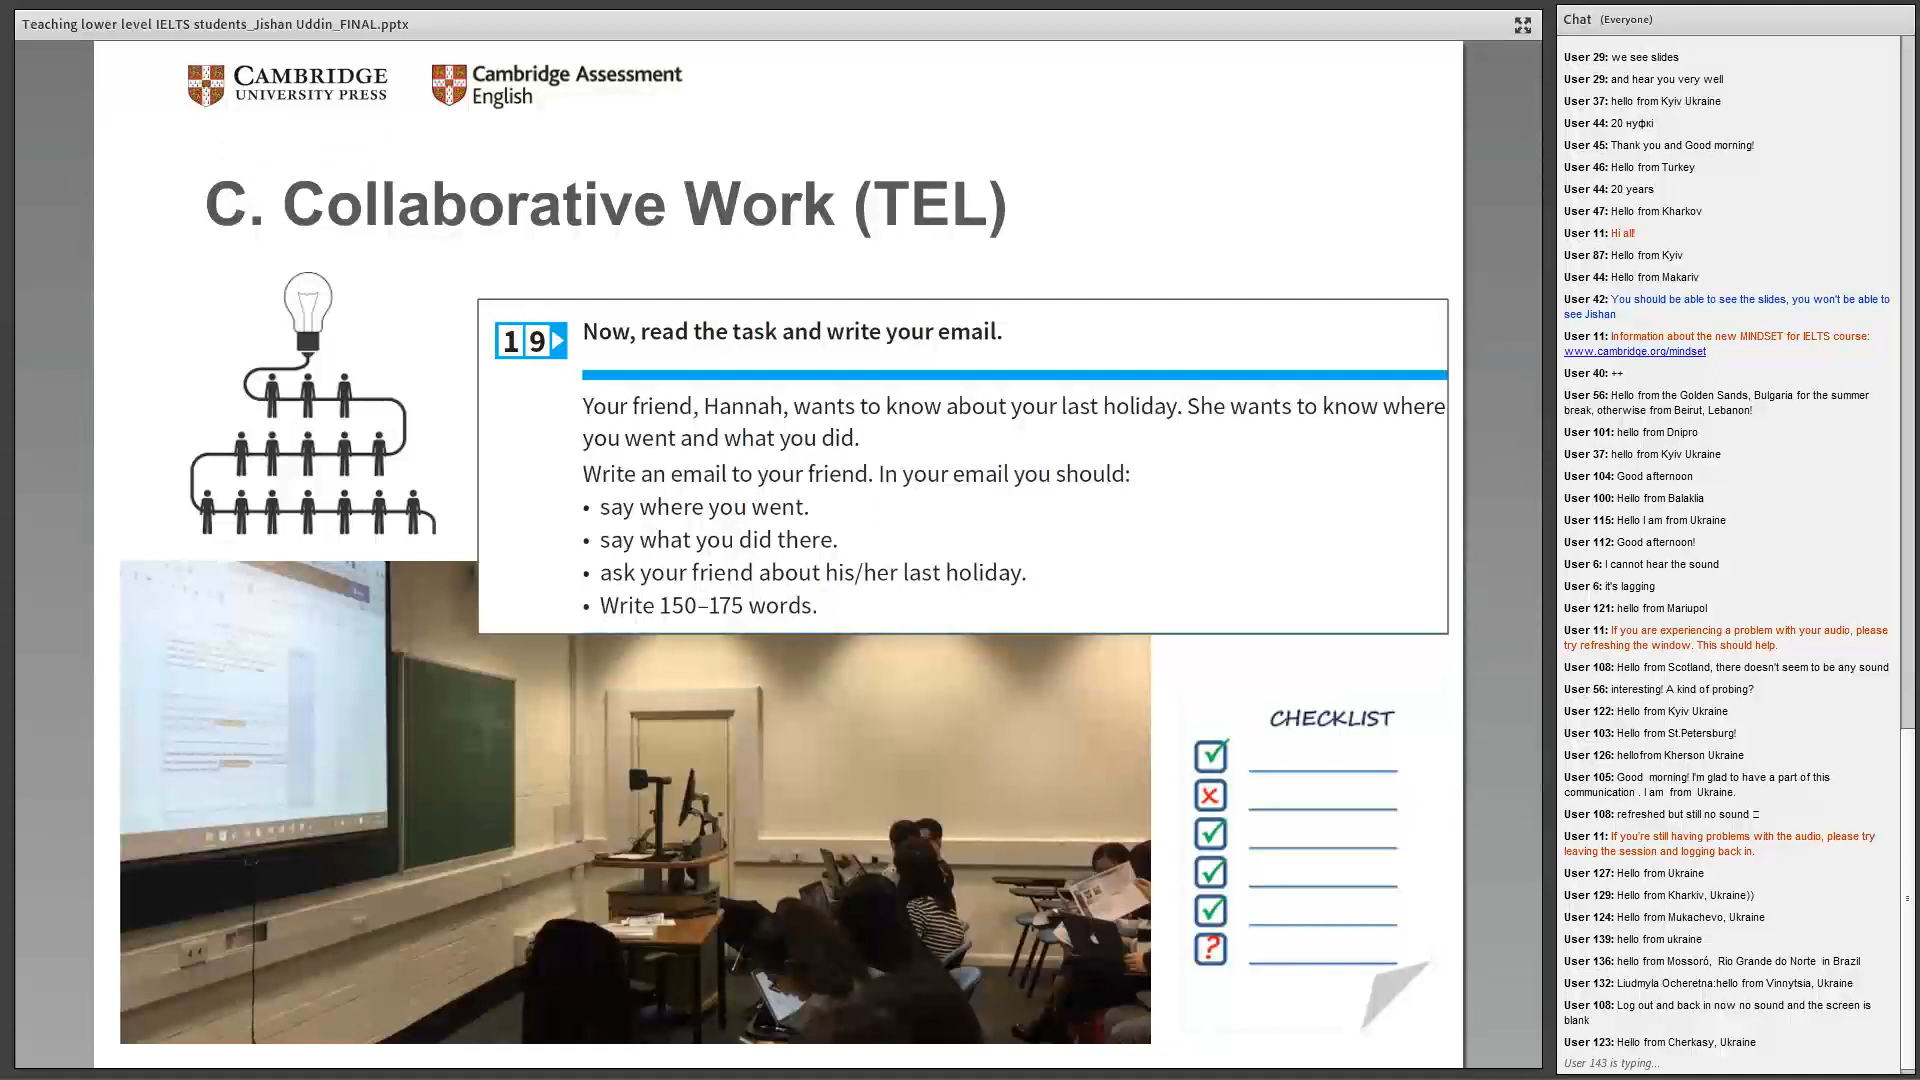 Teaching lower level IELTS students_Jishan Uddin_FINAL.pptx
CAMBRIDGE
UNIVERSITY PRESS
Cambridge Assessment
English
C. Collaborative Work (TEL)
19
Now, read the task and write your email.
Your friend, Hannah, wants to know about your last holiday. She wants to know where
you went and what you did.
Write an email to your friend. In your email you should:
• say where you went.
• say what you did there.
• ask your friend about his/her last holiday.
• Write 150–175 words.
CHECKLIST
?
Chat (Everyone)
User 29: we see slides
User 29: and hear you very well
User 37: hello from Kyiv Ukraine
User 44: 20 нуфкі
User 45: Thank you and Good morning!
User 46: Hello from Turkey
User 44: 20 years
User 47: Hello from Kharkov
User 11: Hi all!
User 87: Hello from Kyiv
User 44: Hello from Makariv
User 42: You should be able to see the slides, you won't be able to
see Jishan
User 11: Information about the new MINDSET for IELTS course:
www.cambridge.org/mindset
User 40: ++
User 56: Hello from the Golden Sands, Bulgaria for the summer
break, otherwise from Beirut, Lebanon!
User 101: hello from Dnipro
User 37: hello from Kyiv Ukraine
User 104: Good afternoon
User 100: Hello from Balaklia
User 115: Hello I am from Ukraine
User 112: Good afternoon!
User 6: I cannot hear the sound
User 6: it's lagging
User 121: hello from Mariupol
User 11: If you are experiencing a problem with your audio, please
try refreshing the window. This should help.
User 108: Hello from Scotland, there doesn't seem to be any sound
User 56: interesting! A kind of probing?
User 122: Hello from Kyiv Ukraine
User 103: Hello from St.Petersburg!
User 126: hellofrom Kherson Ukraine
User 105: Good morning! I'm glad to have a part of this
communication . I am from Ukraine.
User 108: refreshed but still no sound
User 11: If you're still having problems with the audio, please try
leaving the session and logging back in.
User 127: Hello from Ukraine
User 129: Hello from Kharkiv, Ukraine))
User 124: Hello from Mukachevo, Ukraine
User 139: hello from ukraine
User 136: hello from Mossoró, Rio Grande do Norte in Brazil
User 132: Liudmyla Ocheretna:hello from Vinnytsia, Ukraine
User 108: Log out and back in now no sound and the screen is
blank
User 123: Hello from Cherkasy, Ukraine
User 143 is typing...